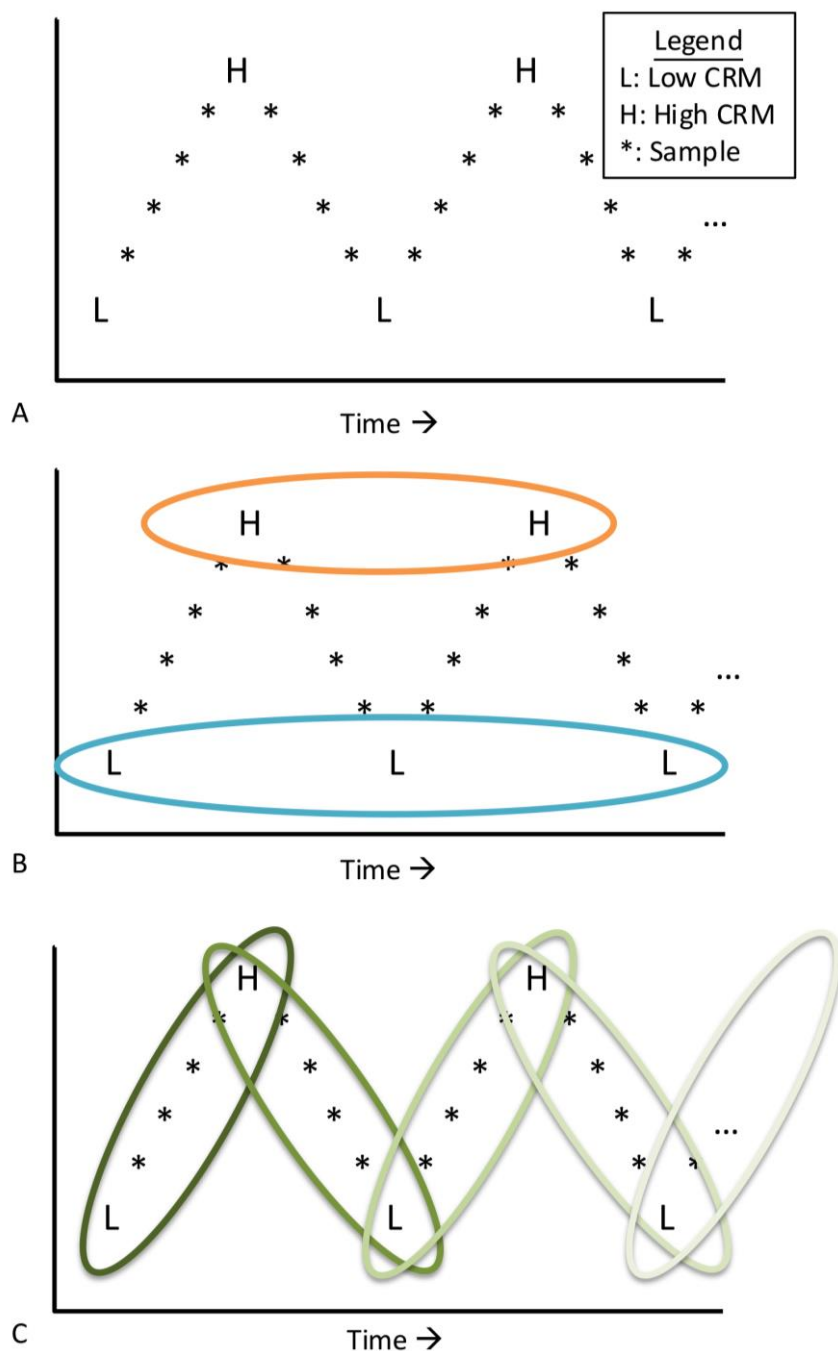 Legend
L: Low CRM
H: High CRM
*: Sample
H H
* * * *
* * * *
* * * *
...
* * * * *
L L L
A
Time →
H H
* * * *
* * * *
* * * *
...
* * * * *
L L L
B
Time →
H H
* * * *
* * * *
* * * *
...
* * * * *
L L L
C
Time →